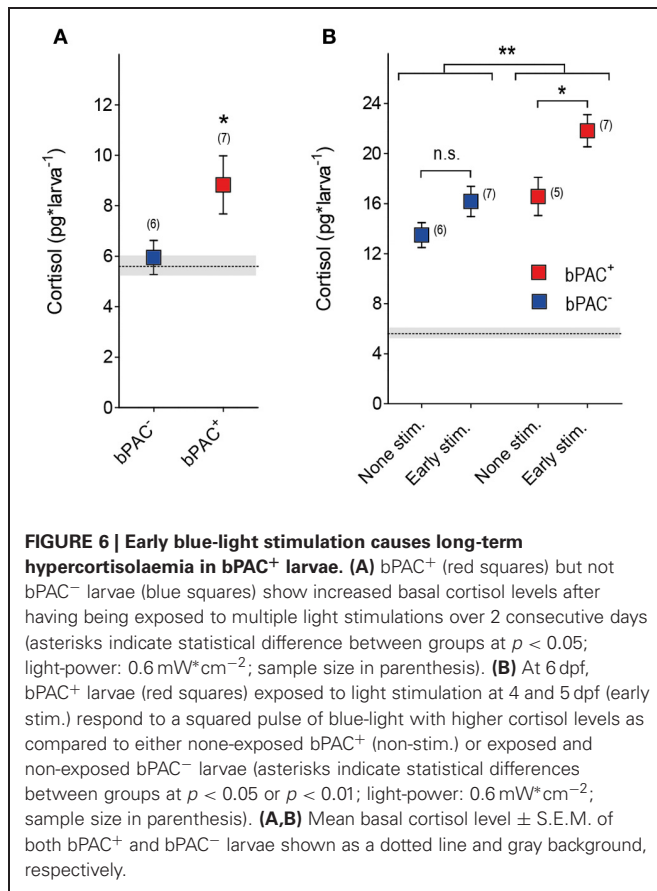 A
B
Cortisol (pg*larva-1)
12
10
8
6
4
2
0
(6)
*
(7)
bPAC-
bPAC+
Cortisol (pg*larva-1)
24
20
16
12
8
4
0
**
*
n.s.
(6)
(7)
(5)
(7)
bPAC+
bPAC-
None stim.
Early stim.
None stim.
Early stim.
FIGURE 6 | Early blue-light stimulation causes long-term
hypercortisolaemia in bPAC+ larvae. (A) bPAC+ (red squares) but not
bPAC− larvae (blue squares) show increased basal cortisol levels after
having being exposed to multiple light stimulations over 2 consecutive days
(asterisks indicate statistical difference between groups at p < 0.05;
light-power: 0.6 mW*cm−2; sample size in parenthesis). (B) At 6 dpf,
bPAC+ larvae (red squares) exposed to light stimulation at 4 and 5 dpf (early
stim.) respond to a squared pulse of blue-light with higher cortisol levels as
compared to either none-exposed bPAC+ (non-stim.) or exposed and
non-exposed bPAC− larvae (asterisks indicate statistical differences
between groups at p < 0.05 or p < 0.01; light-power: 0.6 mW*cm−2;
sample size in parenthesis). (A,B) Mean basal cortisol level ± S.E.M. of
both bPAC+ and bPAC− larvae shown as a dotted line and gray background,
respectively.